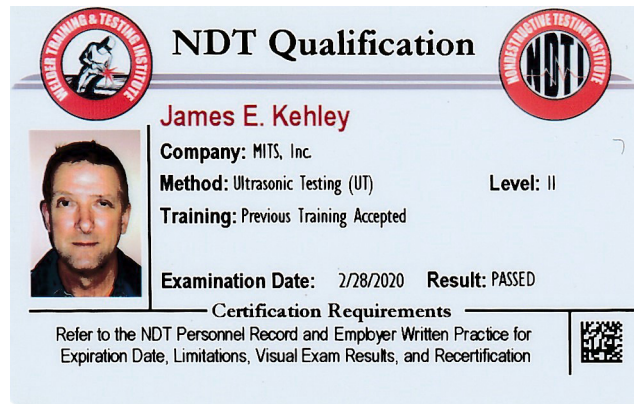 WELDER TRAINING & TESTING INSTITUTE
NDT Qualification
NONDESTRUCTIVE TESTING INSTITUTE
NDTI
James E. Kehley
Company: MITS, Inc.
Method: Ultrasonic Testing (UT) Level: II
Training: Previous Training Accepted
Examination Date: 2/28/2020 Result: PASSED
Certification Requirements
Refer to the NDT Personnel Record and Employer Written Practice for
Expiration Date, Limitations, Visual Exam Results, and Recertification